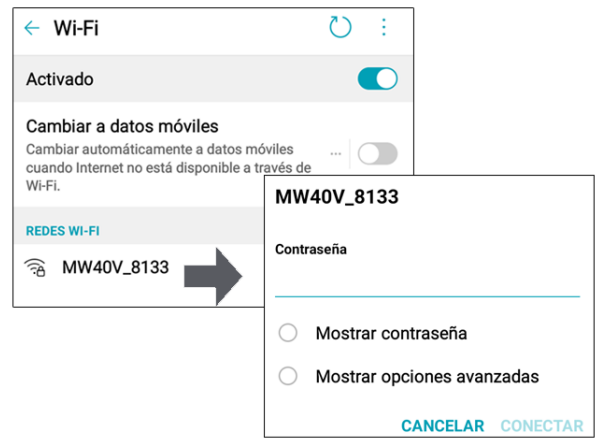 Wi-Fi
Activado
Cambiar a datos móviles
Cambiar automáticamente a datos móviles
cuando Internet no está disponible a través de
Wi-Fi.
REDES WI-FI
MW40V_8133
MW40V_8133
Contraseña
Mostrar contraseña
Mostrar opciones avanzadas
CANCELAR CONECTAR